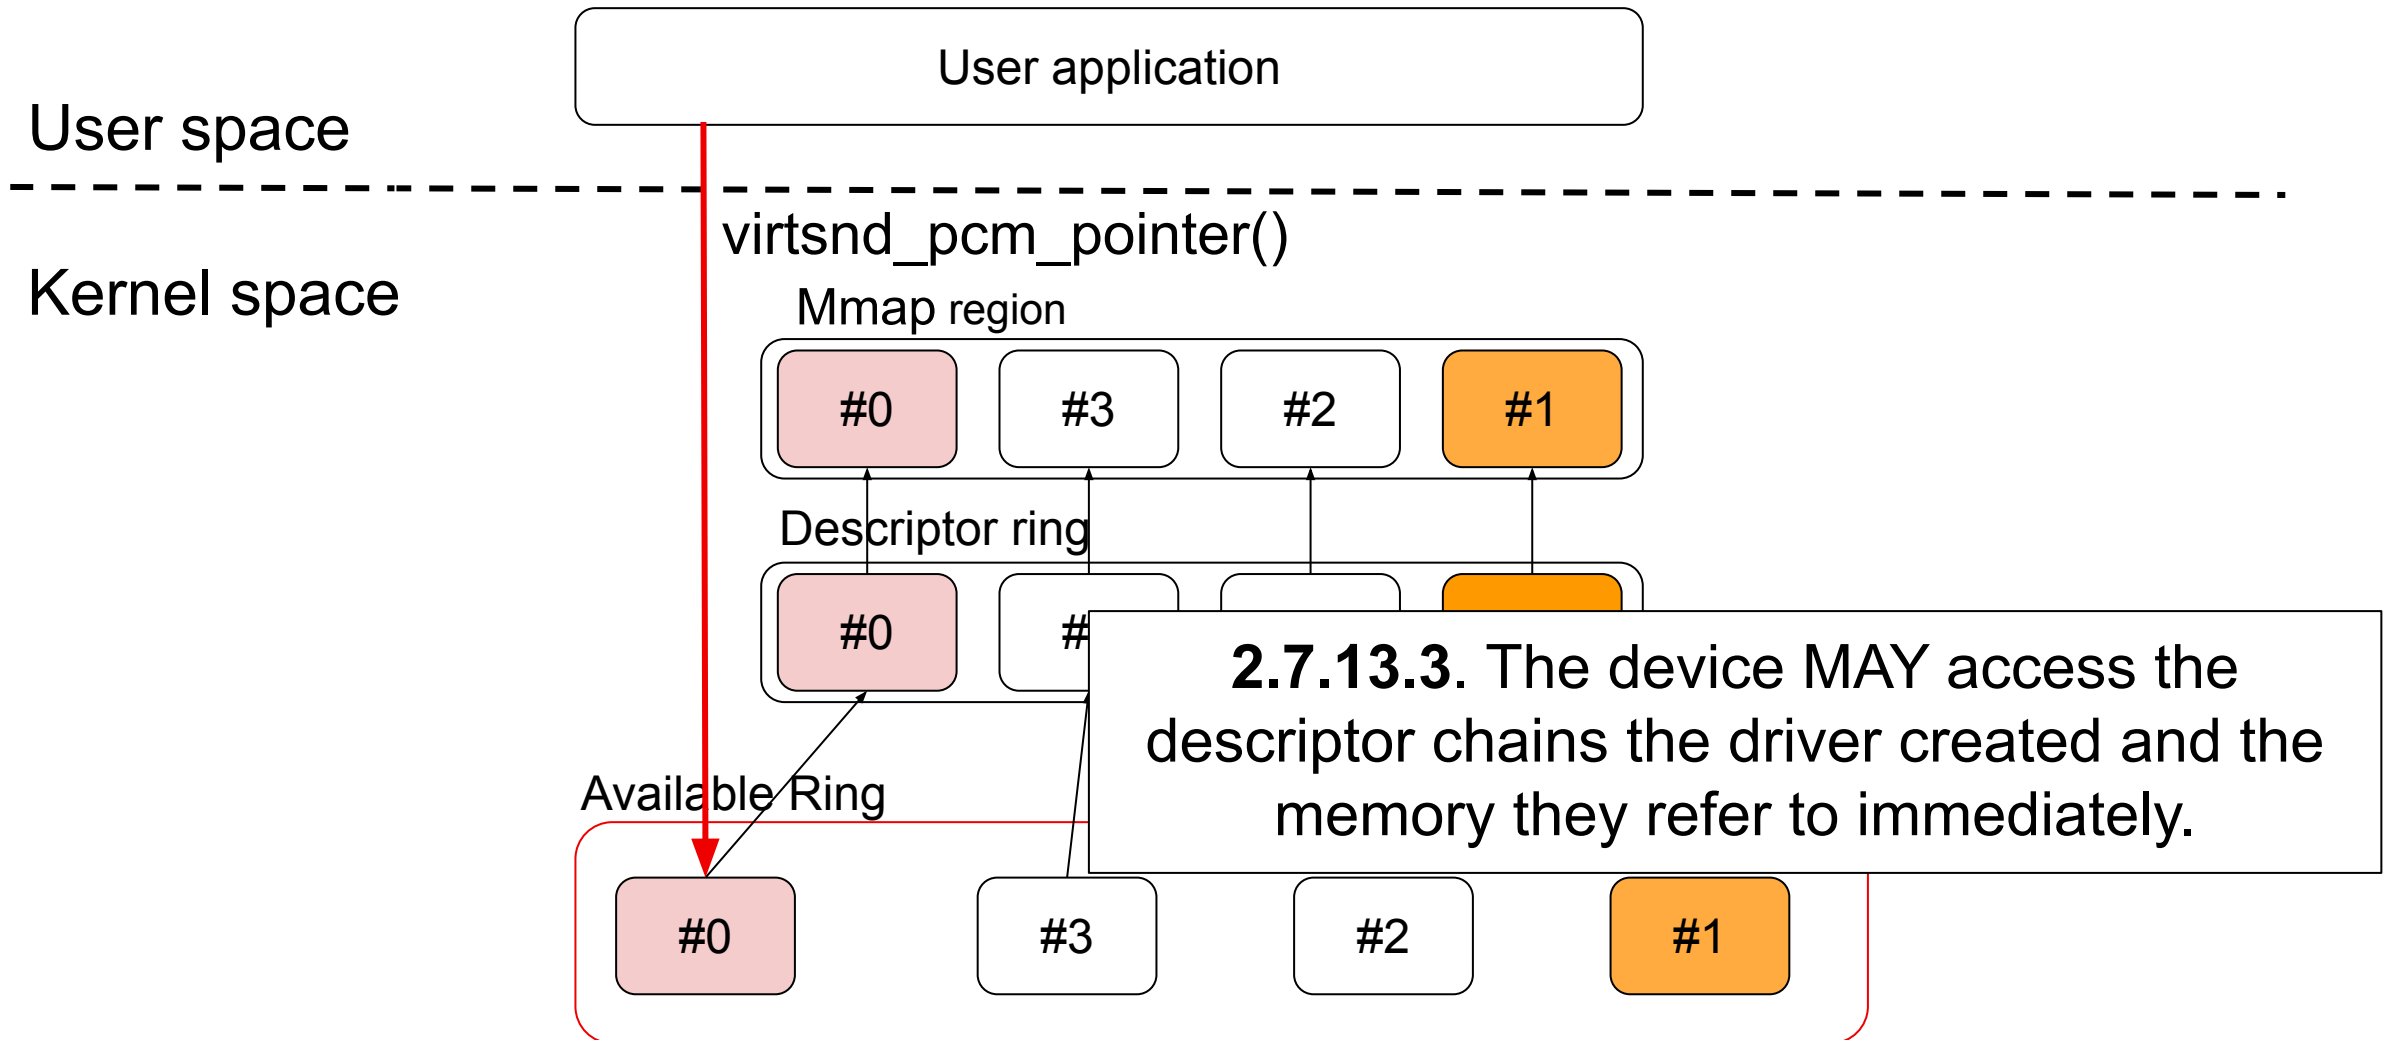 User application
User space
virtsnd_pcm_pointer()
Kernel space
Mmap region
#0 #3 #2 #1
Descriptor ring
#0 #
2.7.13.3. The device MAY access the
descriptor chains the driver created and the
memory they refer to immediately.
Available Ring
#0 #3 #2 #1